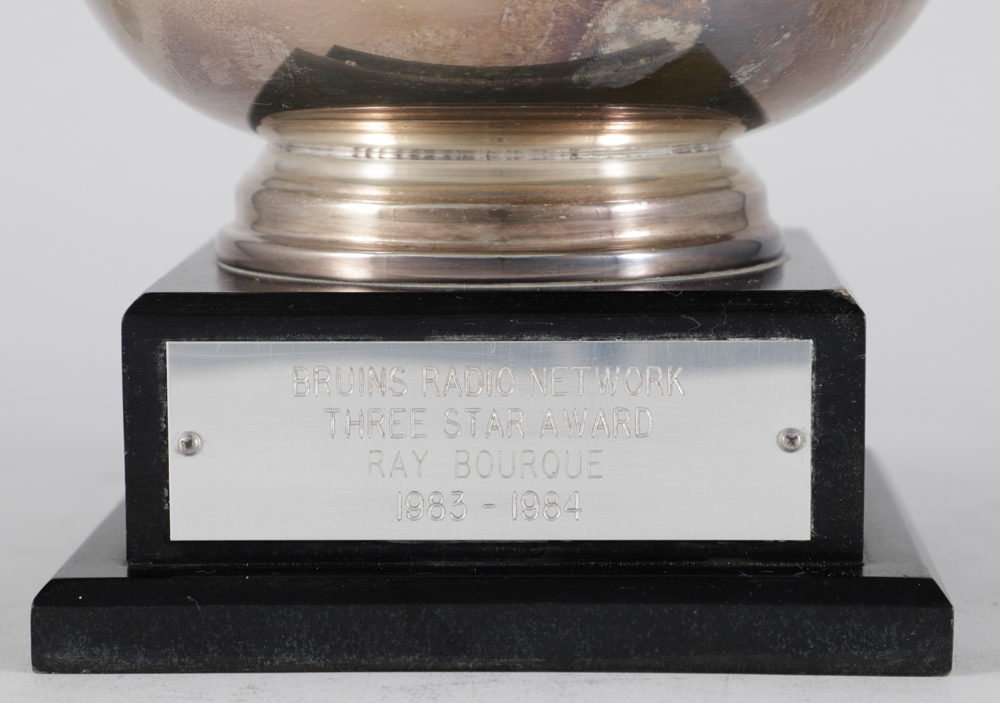 BRUINS RADIO NETWORK
THREE STAR AWARD
RAY BOURQUE
1983 - 1984